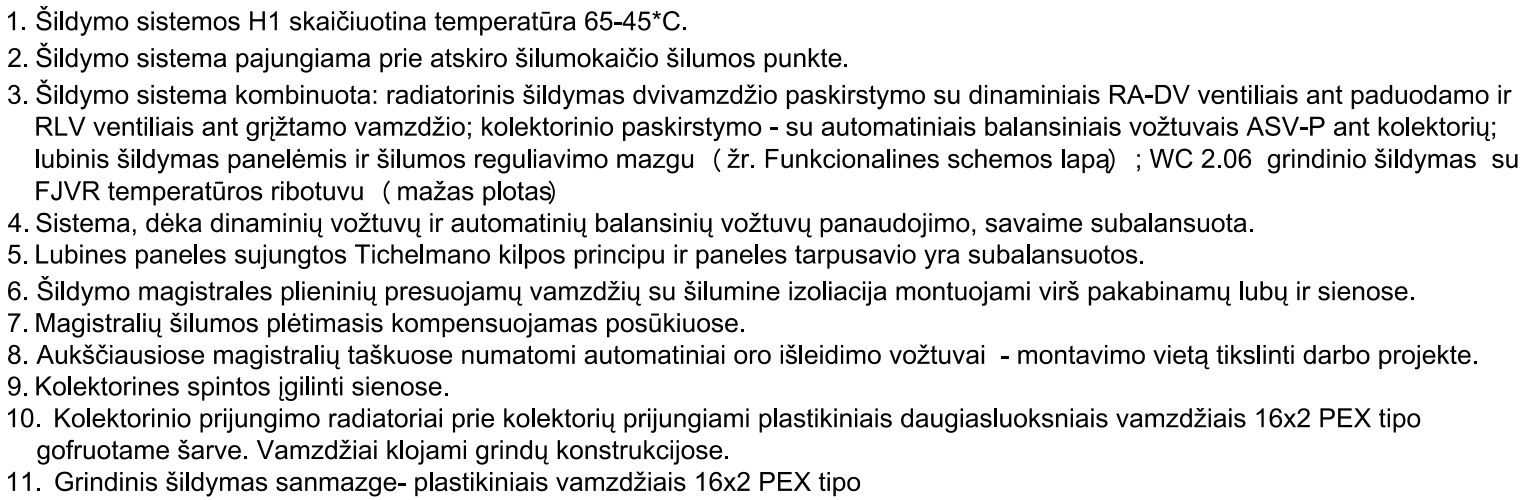 1. Šildymo sistemos H1 skaičiuotina temperatūra 65-45*C.
2. Šildymo sistema pajungiama prie atskiro šilumokaičio šilumos punkte.
3. Šildymo sistema kombinuota: radiatorinis šildymas dvivamzdžio paskirstymo su dinaminiais RA-DV ventiliais ant paduodamo ir
RLV ventiliais ant grįžtamo vamzdžio; kolektorinio paskirstymo - su automatiniais balansiniais vožtuvais ASV-P ant kolektorių;
lubinis šildymas panelėmis ir šilumos reguliavimo mazgu ( žr. Funkcionalines schemos lapą) ; WC 2.06 grindinio šildymas su
FJVR temperatūros ribotuvu ( mažas plotas)
4. Sistema, dėka dinaminių vožtuvų ir automatinių balansinių vožtuvų panaudojimo, savaime subalansuota.
5. Lubines paneles sujungtos Tichelmano kilpos principu ir paneles tarpusavio yra subalansuotos.
6. Šildymo magistrales plieninių presuojamų vamzdžių su šilumine izoliacija montuojami virš pakabinamų lubų ir sienose.
7. Magistralių šilumos plėtimasis kompensuojamas posūkiuose.
8. Aukščiausiose magistralių taškuose numatomi automatiniai oro išleidimo vožtuvai - montavimo vietą tikslinti darbo projekte.
9. Kolektorines spintos įgilinti sienose.
10. Kolektorinio prijungimo radiatoriai prie kolektorių prijungiami plastikiniais daugiasluoksniais vamzdžiais 16x2 PEX tipo
gofruotame šarve. Vamzdžiai klojami grindų konstrukcijose.
11. Grindinis šildymas sanmazge- plastikiniais vamzdžiais 16x2 PEX tipo